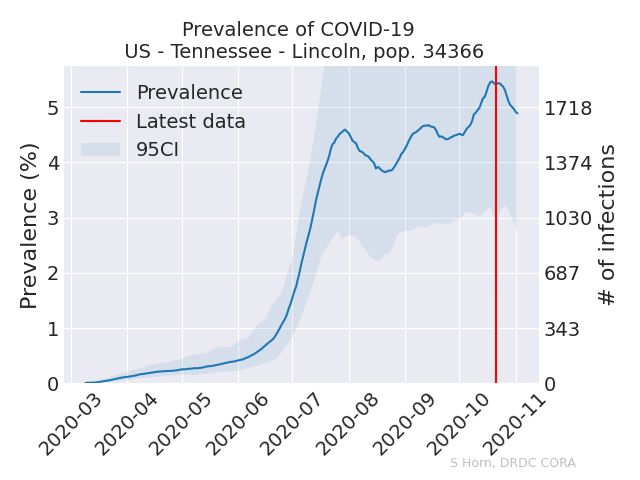 Prevalence of COVID-19
US - Tennessee - Lincoln, pop. 34366
Prevalence
Latest data
95CI
Prevalence (%)
5
4
3
2
1
0
1718
1374
1030
687
343
0
# of infections
2020-03
2020-04
2020-05
2020-06
2020-07
2020-08
2020-09
2020-10
2020-11
S Horn, DRDC CORA